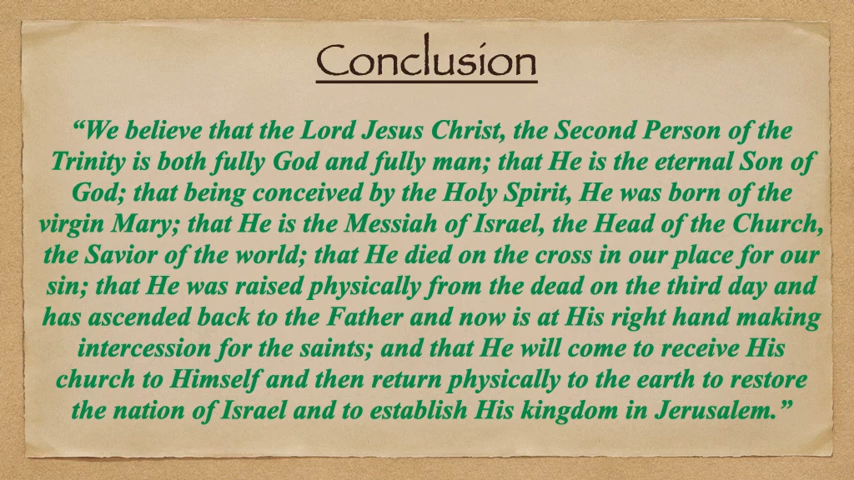 Conclusion
“We believe that the Lord Jesus Christ, the Second Person of the
Trinity is both fully God and fully man; that He is the eternal Son of
God; that being conceived by the Holy Spirit, He was born of the
virgin Mary; that He is the Messiah of Israel, the Head of the Church,
the Savior of the world; that He died on the cross in our place for our
sin; that He was raised physically from the dead on the third day and
has ascended back to the Father and now is at His right hand making
intercession for the saints; and that He will come to receive His
church to Himself and then return physically to the earth to restore
the nation of Israel and to establish His kingdom in Jerusalem.”